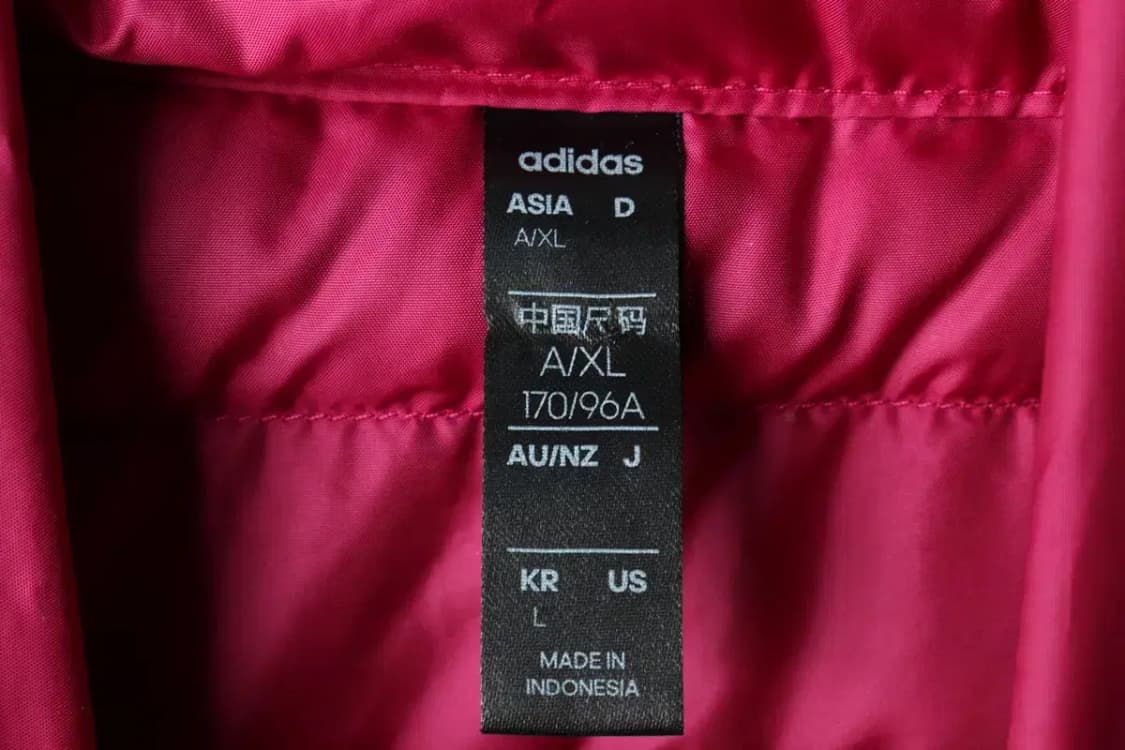 adidas
ASIA D
A/XL
中国尺码
A/XL
170/96A
AU/NZ J
KR US
L
MADE IN
INDONESIA